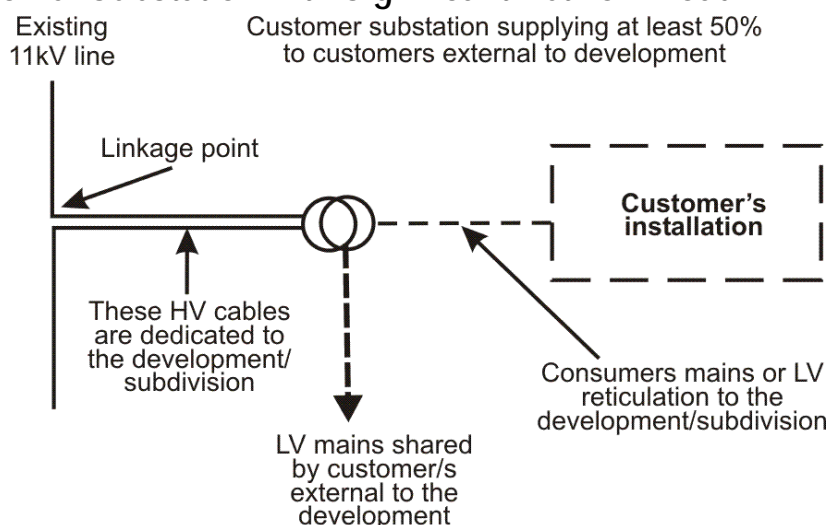 Existing
11kV line
Customer substation supplying at least 50%
to customers external to development
Linkage point
Customer's
installation
These HV cables
are dedicated to
the development/
subdivision
Consumers mains or LV
reticulation to the
development/subdivision
LV mains shared
by customer/s
external to the
development